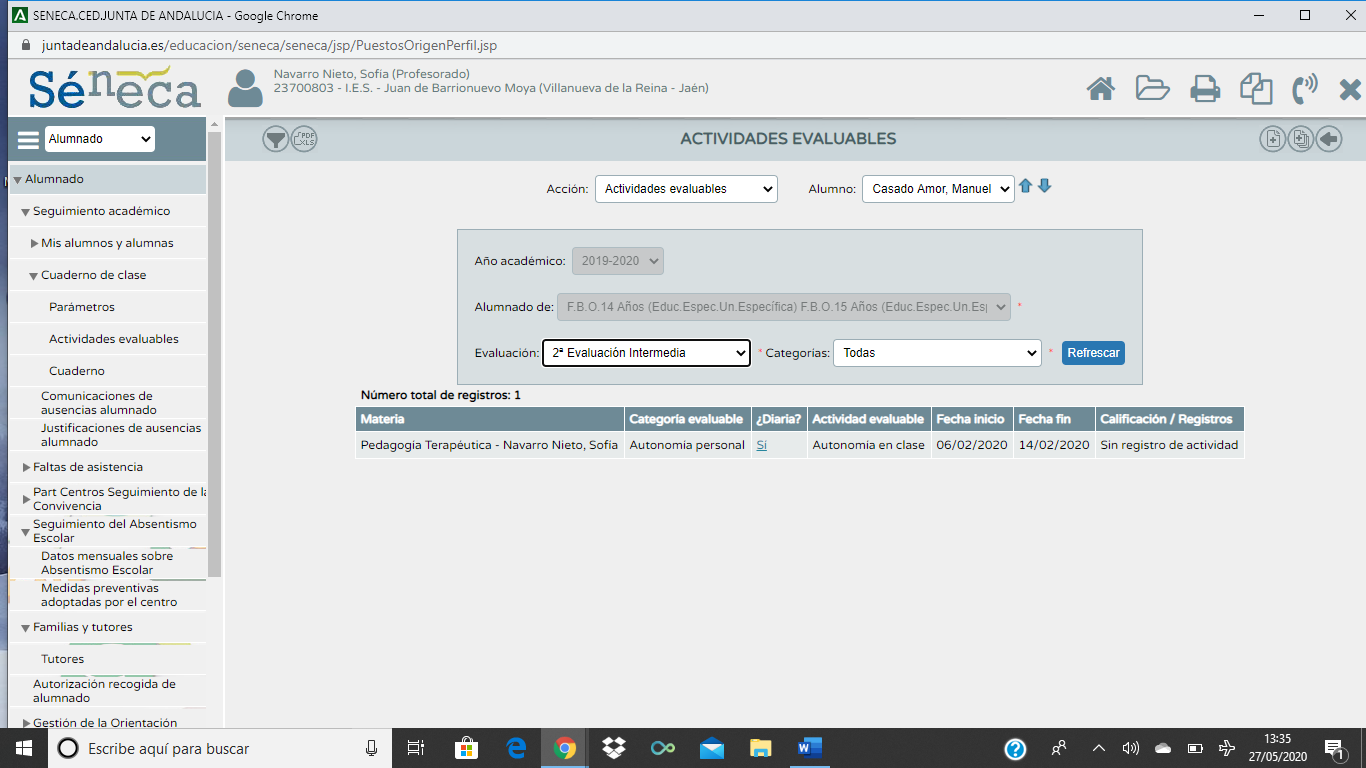 SENECA.CED.JUNTA DE ANDALUCIA - Google Chrome
juntadeandalucia.es/educacion/seneca/seneca/jsp/PuestosOrigenPerfil.jsp
Séneca
Navarro Nieto, Sofía (Profesorado)
23700803 - I.E.S. - Juan de Barrionuevo Moya (Villanueva de la Reina - Jaén)
Alumnado
PDF
XLS
ACTIVIDADES EVALUABLES
Alumnado
Seguimiento académico
Mis alumnos y alumnas
Cuaderno de clase
Parámetros
Actividades evaluables
Cuaderno
Comunicaciones de
ausencias alumnado
Justificaciones de ausencias
alumnado
Faltas de asistencia
Part Centros Seguimiento de la
Convivencia
Seguimiento del Absentismo
Escolar
Datos mensuales sobre
Absentismo Escolar
Medidas preventivas
adoptadas por el centro
Familias y tutores
Tutores
Autorización recogida de
alumnado
Gestión de la Orientación
Acción: Actividades evaluables Alumno: Casado Amor, Manuel
Año académico: 2019-2020
Alumnado de: F.B.O.14 Años (Educ.Espec.Un.Específica) F.B.O.15 Años (Educ.Espec.Un.Es *
Evaluación: 2ª Evaluación Intermedia * Categorías: Todas * Refrescar
Número total de registros: 1
Materia Categoría evaluable ¿Diaria? Actividad evaluable Fecha inicio Fecha fin Calificación / Registros
Pedagogía Terapéutica - Navarro Nieto, Sofía Autonomía personal Sí Autonomía en clase 06/02/2020 14/02/2020 Sin registro de actividad
Escribe aquí para buscar
13:35
27/05/2020
1